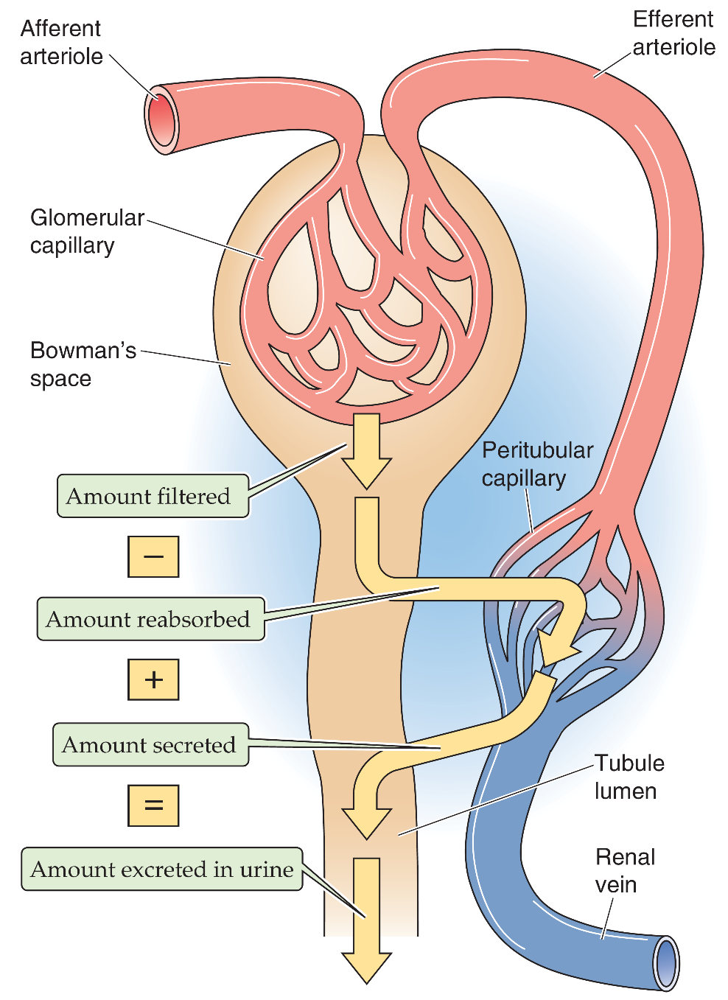 Afferent
arteriole
Efferent
arteriole
Glomerular
capillary
Bowman’s
space
Peritubular
capillary
Amount filtered
−
Amount reabsorbed
+
Amount secreted
=
Amount excreted in urine
Tubule
lumen
Renal
vein